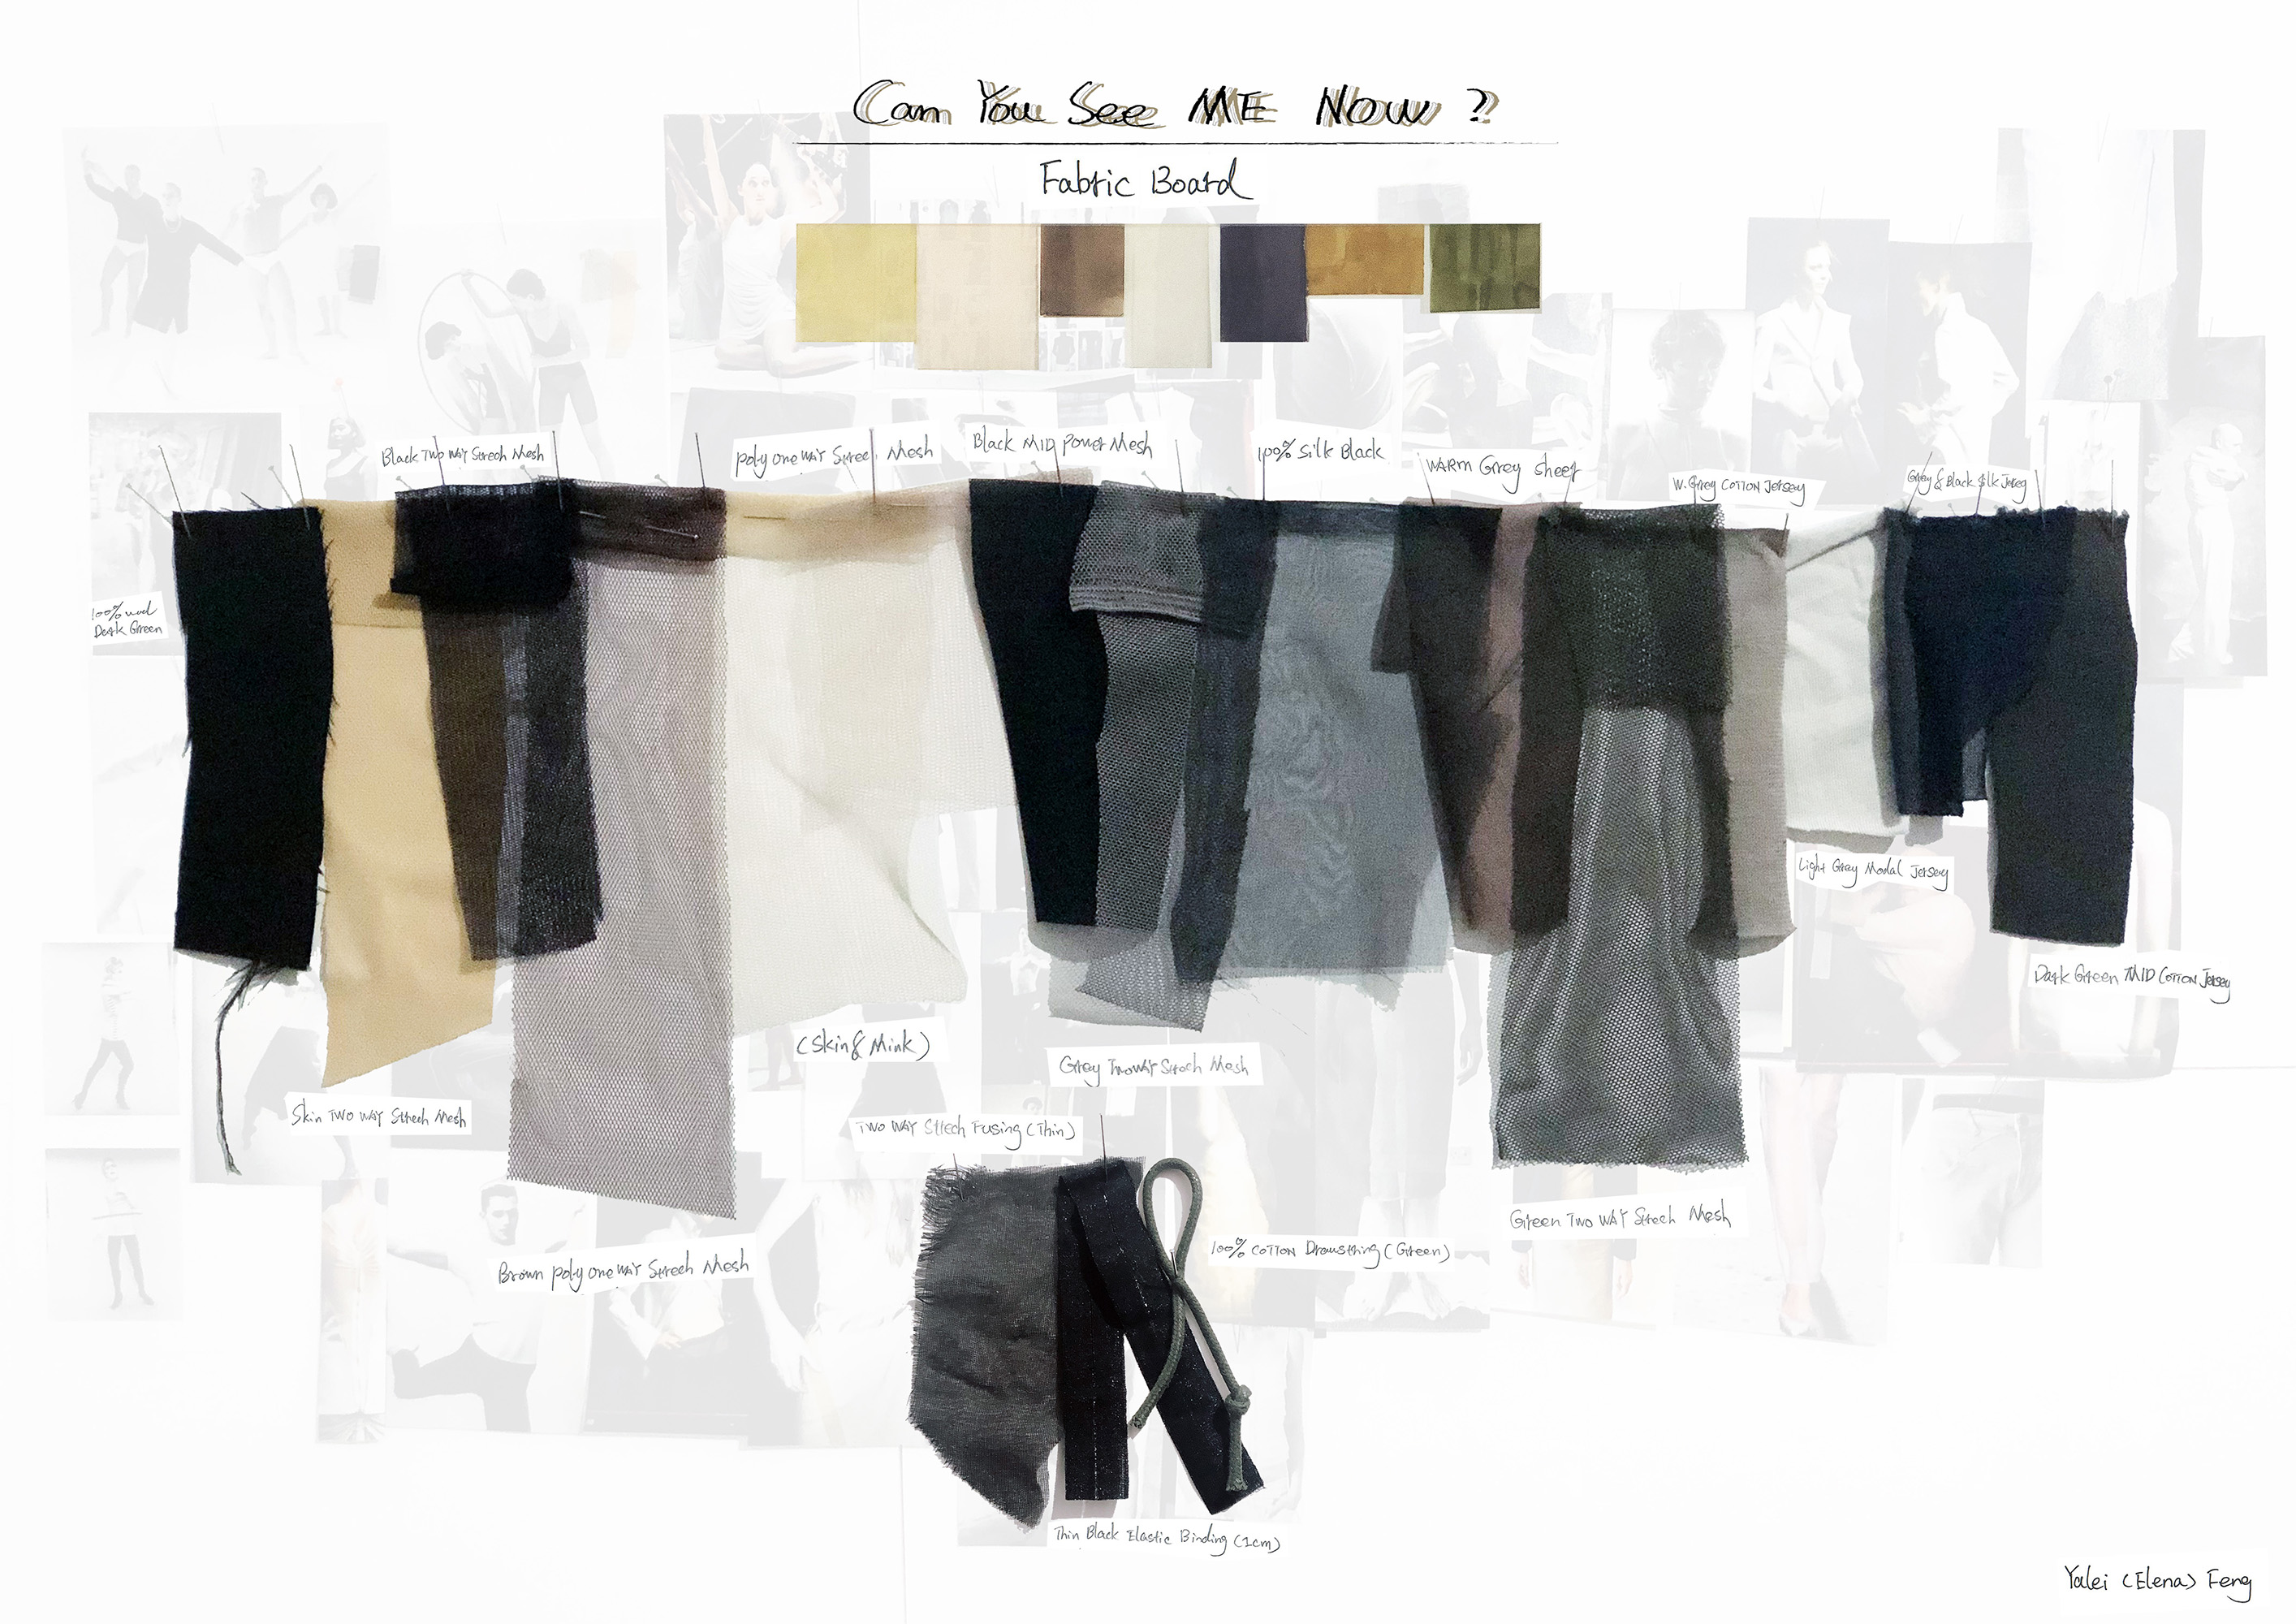 Can You See ME Now ?
Fabric Board
Black Two WAY Strech Mesh
Poly one WAY Strech Mesh
Black MID Power Mesh
100% Silk Black
WARM Grey Sheer
W. Grey COTTON Jersey
Grey & Black Silk Jersey
100% wool
Dark Green
Light Grey Modal Jersey
Dark Green MID COTTON Jersey
(Skin & Mink)
Grey Two WAY Strech Mesh
Skin TWO WAY Strech Mesh
TWO WAY Strech Fusing (Thin)
Green Two WAY Strech Mesh
100% COTTON Drawstring (Green)
Brown poly one WAY Strech Mesh
Thin Black Elastic Binding (1cm)
Yalei (Elena) Feng